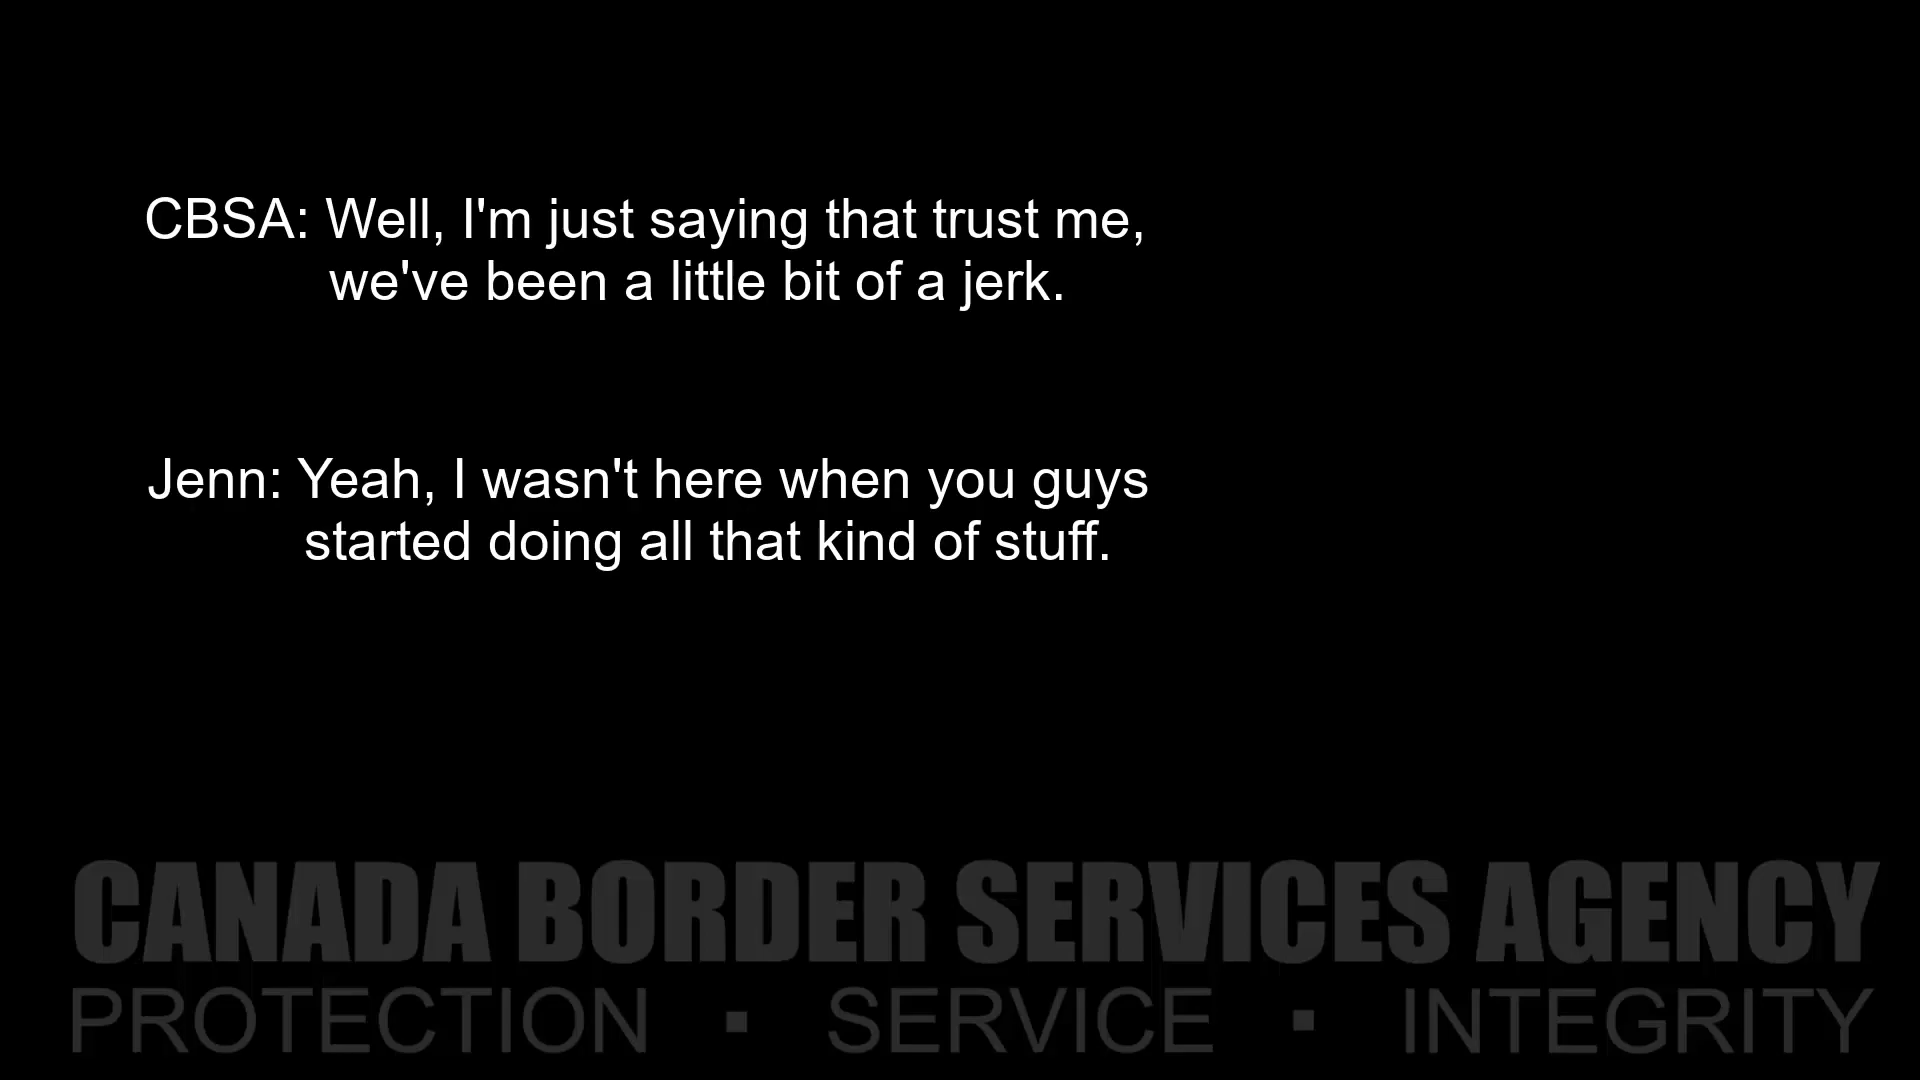 CBSA: Well, I'm just saying that trust me,
we've been a little bit of a jerk.
Jenn: Yeah, I wasn't here when you guys
started doing all that kind of stuff.
CANADA BORDER SERVICES AGENCY
PROTECTION ▪ SERVICE ▪ INTEGRITY